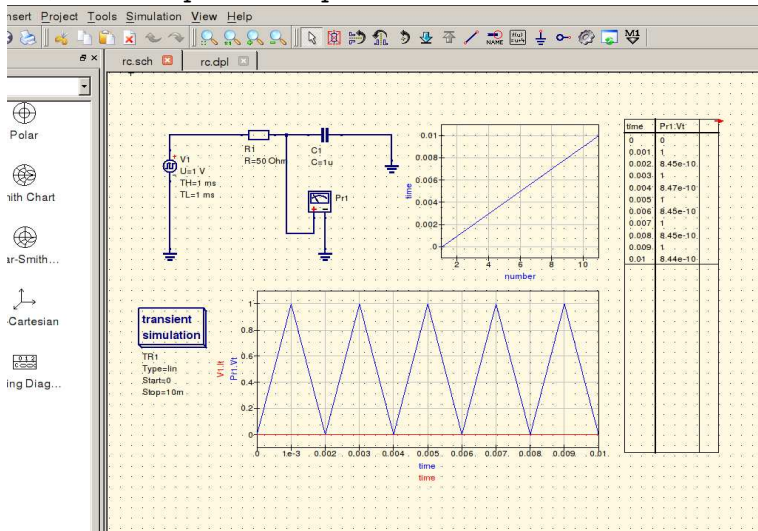 nsert Project Tools Simulation View Help
NAME
M1
rc.sch
rc.dpl
Polar
nith Chart
ar-Smith...
-Cartesian
ing Diag...
V1
U=1 V
TH=1 ms
TL=1 ms
R1
R=50 Ohm
C1
C=1u
Pr1
0.01
0.008
0.006
0.004
0.002
0
time
2 4 6 8 10
number
time Pr1.Vt
0 0
0.001 1
0.002 8.45e-10
0.003 1
0.004 8.47e-10
0.005 1
0.006 8.45e-10
0.007 1
0.008 8.45e-10
0.009 1
0.01 8.44e-10
transient
simulation
TR1
Type=lin
Start=0
Stop=10m
V1.It
Pr1.Vt
1
0.8
0.6
0.4
0.2
0
0 1e-3 0.002 0.003 0.004 0.005 0.006 0.007 0.008 0.009 0.01
time
time